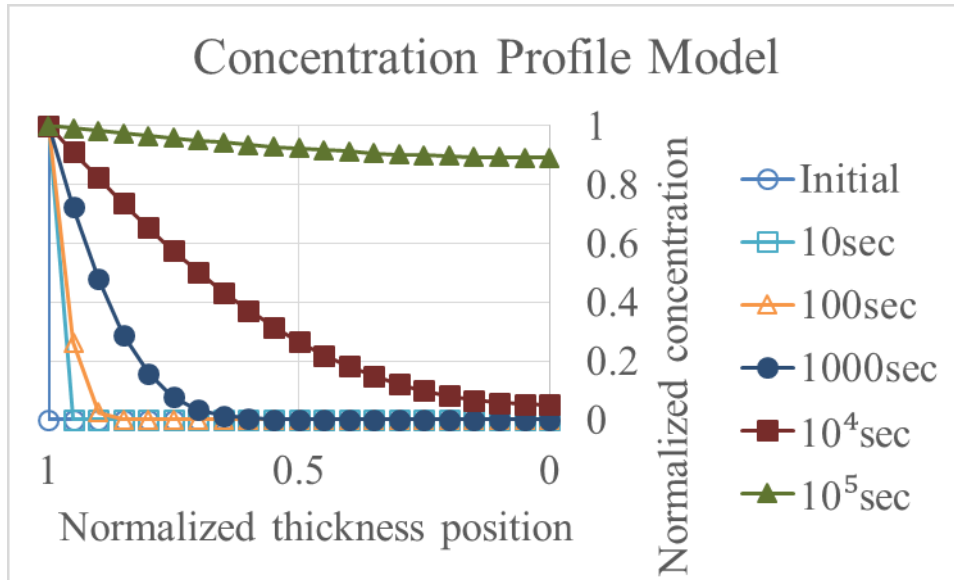 Concentration Profile Model
1
0.8
0.6
0.4
0.2
0
1
0.5
0
Normalized thickness position
Normalized concentration
Initial
10sec
100sec
1000sec
10⁴sec
10⁵sec